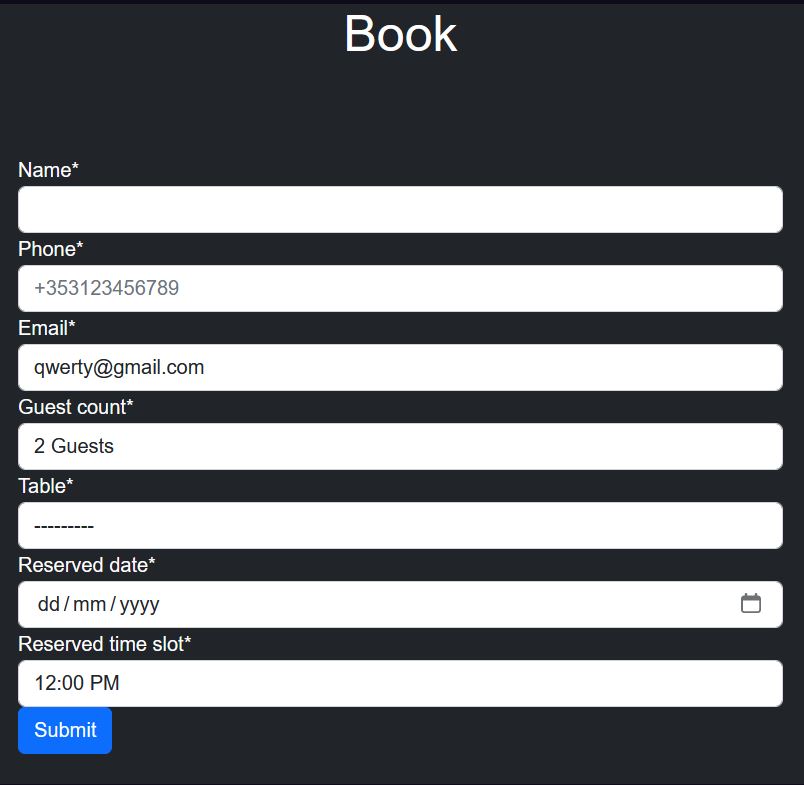 Book
Name*
Phone*
+353123456789
Email*
qwerty@gmail.com
Guest count*
2 Guests
Table*
---------
Reserved date*
dd/mm/yyyy
Reserved time slot*
12:00 PM
Submit